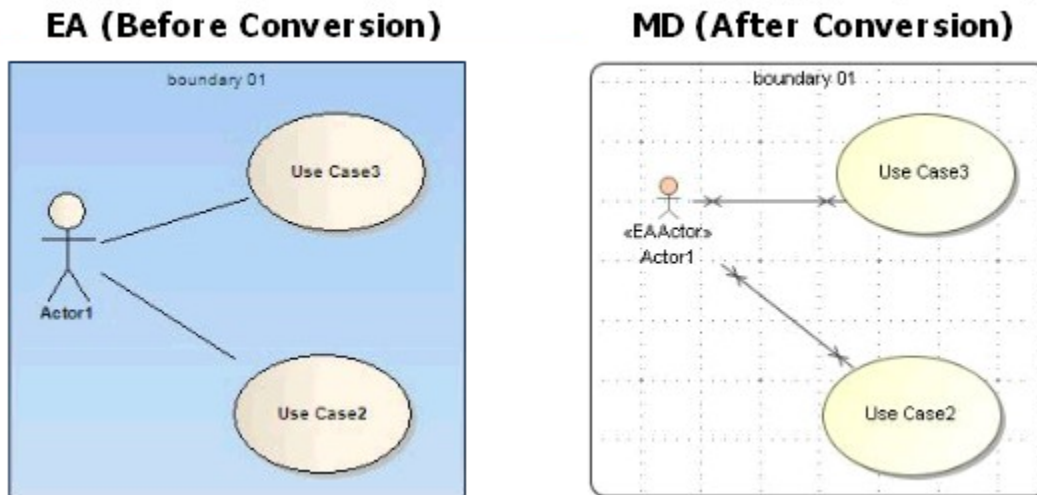 EA (Before Conversion)
boundary 01
Use Case3
Actor1
Use Case2
MD (After Conversion)
boundary 01
Use Case3
«EAActor»
Actor1
Use Case2